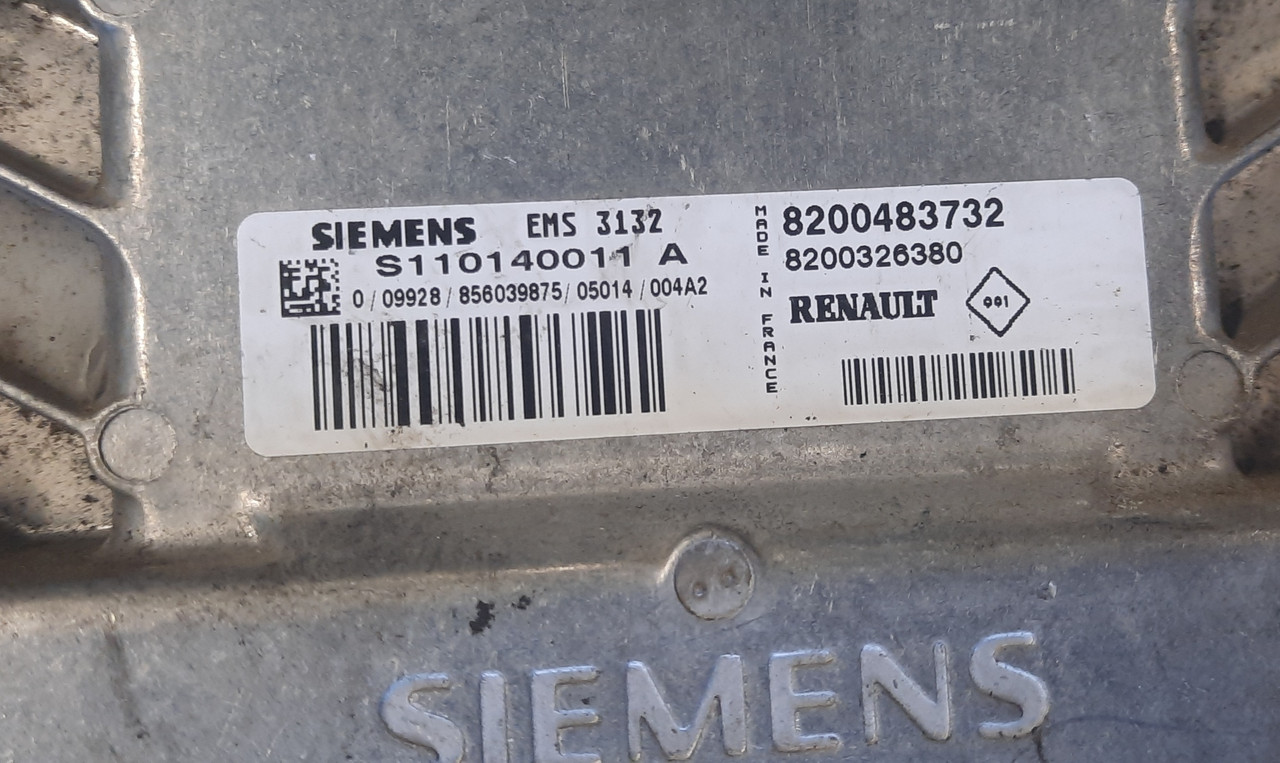 SIEMENS EMS 3132
S110140011 A
0 / 09928 / 856039875 / 05014 / 004A2
MADE IN FRANCE
8200483732
8200326380
RENAULT 001
SIEMENS